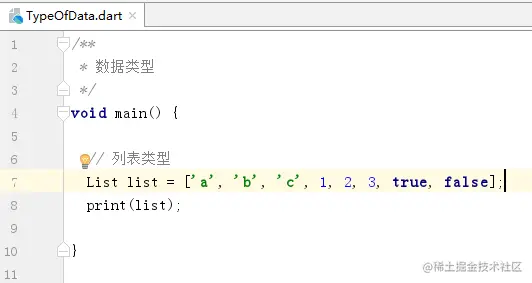 TypeOfData.dart
1 /**
2 * 数据类型
3 */
4 void main() {
5
6 // 列表类型
7 List list = ['a', 'b', 'c', 1, 2, 3, true, false];
8 print(list);
9
10 }
11
@稀土掘金技术社区